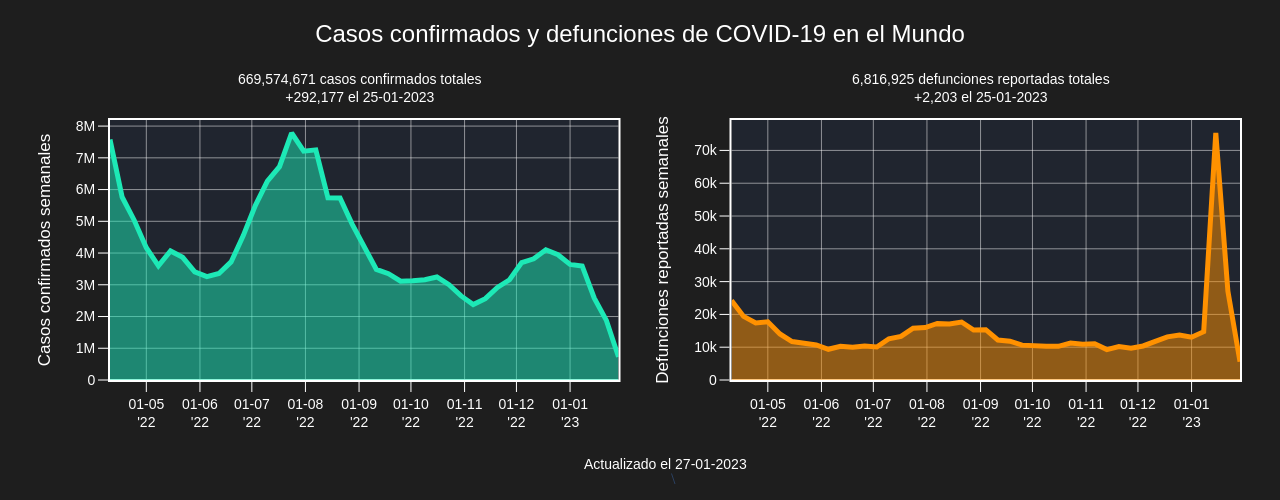 Casos confirmados y defunciones de COVID-19 en el Mundo
669,574,671 casos confirmados totales
+292,177 el 25-01-2023
Casos confirmados semanales
8M
7M
6M
5M
4M
3M
2M
1M
0
01-05 01-06 01-07 01-08 01-09 01-10 01-11 01-12 01-01
'22 '22 '22 '22 '22 '22 '22 '22 '23
6,816,925 defunciones reportadas totales
+2,203 el 25-01-2023
Defunciones reportadas semanales
70k
60k
50k
40k
30k
20k
10k
0
01-05 01-06 01-07 01-08 01-09 01-10 01-11 01-12 01-01
'22 '22 '22 '22 '22 '22 '22 '22 '23
Actualizado el 27-01-2023